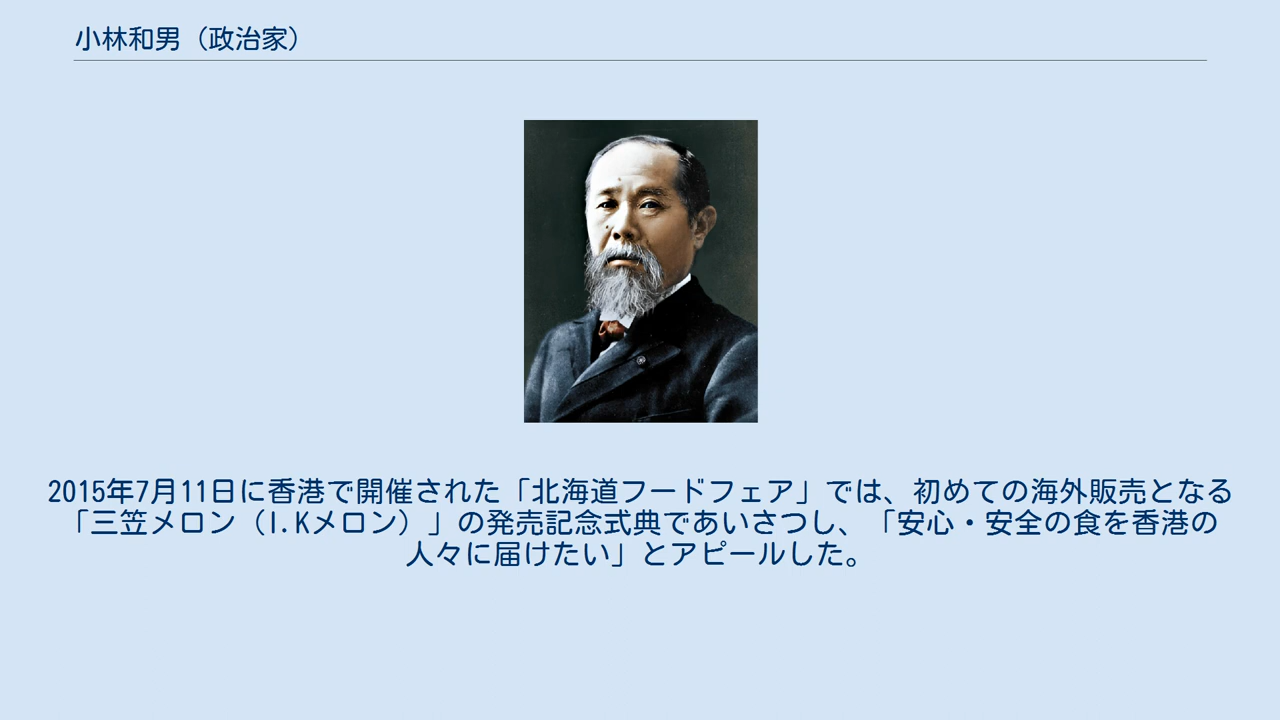 小林和男（政治家）
2015年7月11日に香港で開催された「北海道フードフェア」では、初めての海外販売となる
「三笠メロン（I.Kメロン）」の発売記念式典であいさつし、「安心・安全の食を香港の
人々に届けたい」とアピールした。